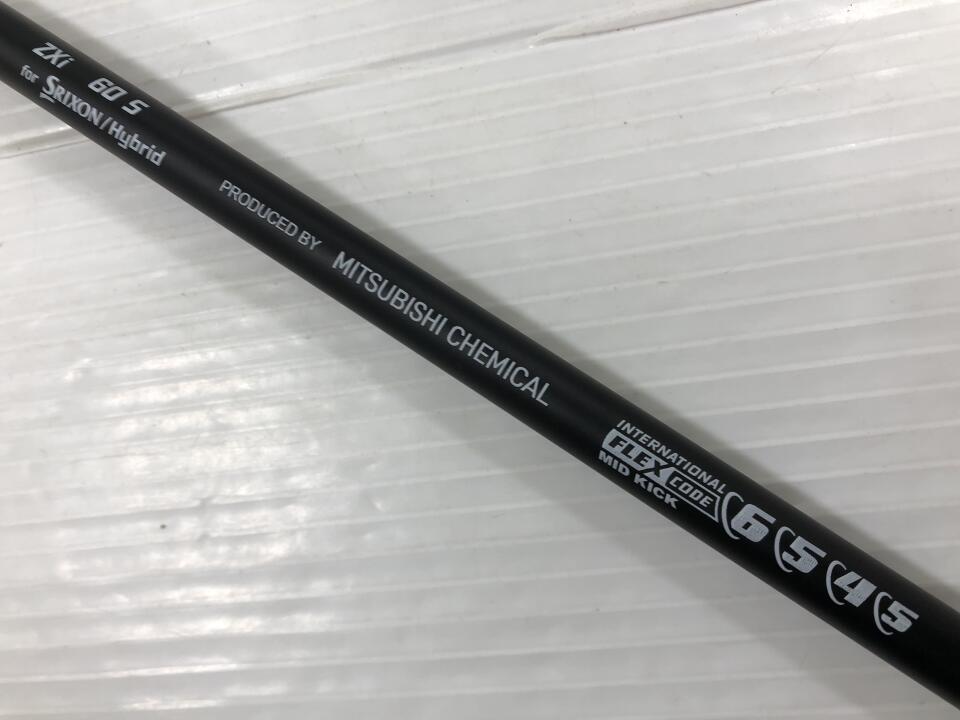 ZXi 60 S
for SRIXON/Hybrid
PRODUCED BY MITSUBISHI CHEMICAL
INTERNATIONAL
FLEX CODE
MID KICK
6 5 4 5